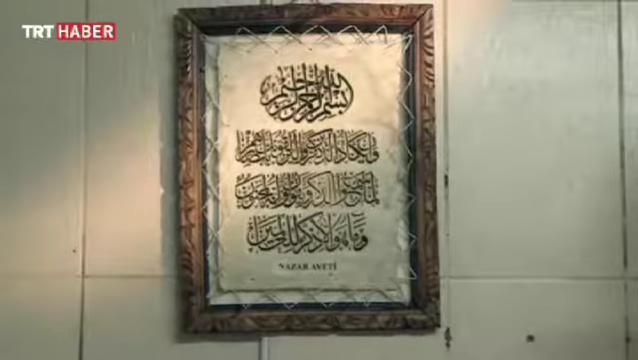 TRT HABER
بسم الله الرحمن الرحيم
وان يكاد الذين كفروا ليزلقونك بابصارهم
لما سمعوا الذكر ويقولون انه لمجنون
وما هو الا ذكر للعالمين
NAZAR AYETİ